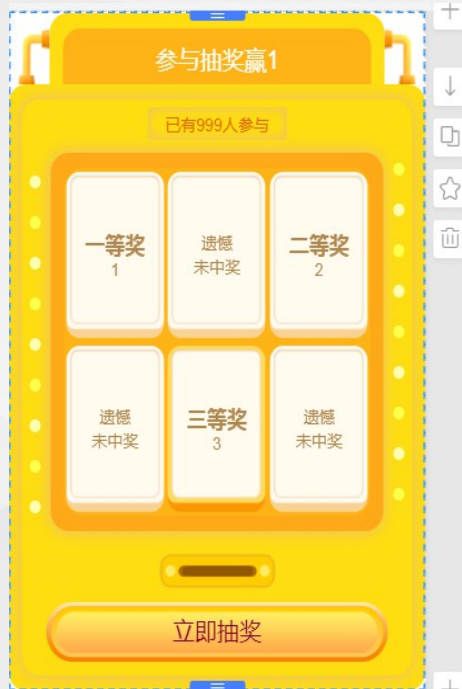 参与抽奖赢1
已有999人参与
一等奖
1
遗憾
未中奖
二等奖
2
遗憾
未中奖
三等奖
3
遗憾
未中奖
立即抽奖